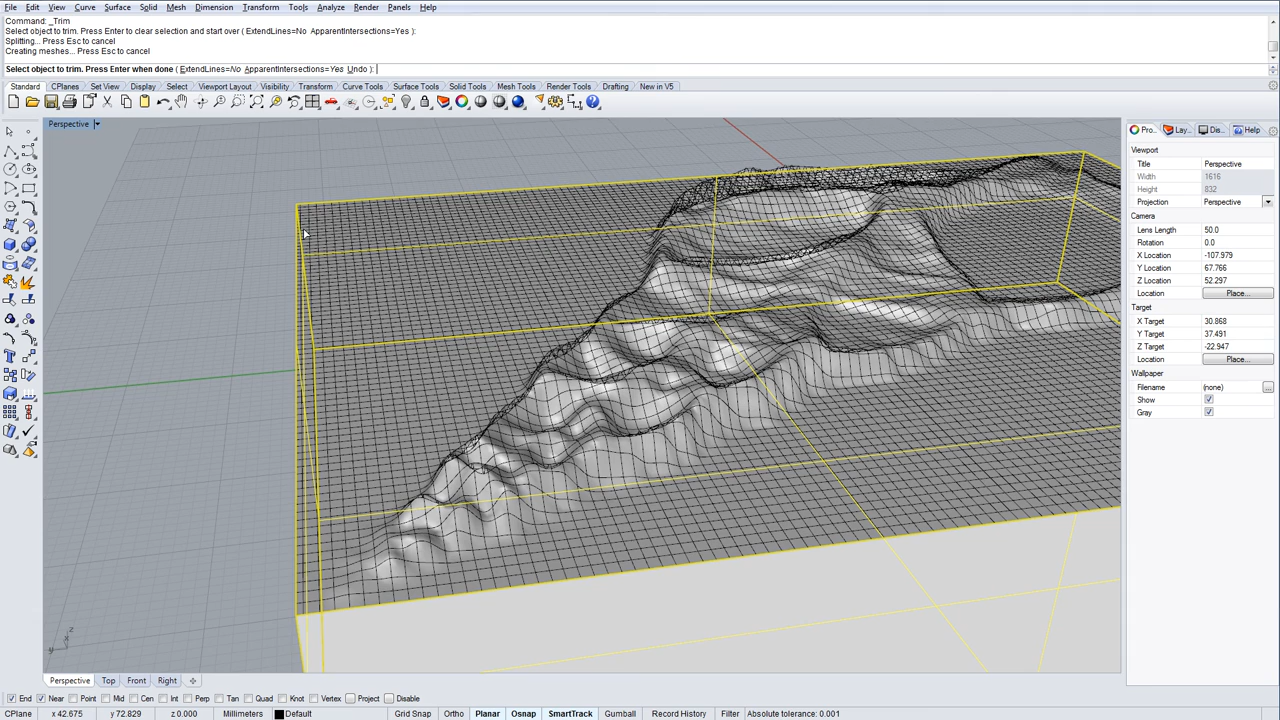 File Edit View Curve Surface Solid Mesh Dimension Transform Tools Analyze Render Panels Help
Command: _Trim
Select object to trim. Press Enter to clear selection and start over ( ExtendLines=No ApparentIntersections=Yes ):
Splitting... Press Esc to cancel
Creating meshes... Press Esc to cancel
Select object to trim. Press Enter when done ( ExtendLines=No ApparentIntersections=Yes Undo ):
Standard CPlanes Set View Display Select Viewport Layout Visibility Transform Curve Tools Surface Tools Solid Tools Mesh Tools Render Tools Drafting New in V5
Perspective
Pro... Lay... Dis... Help
Viewport
Title Perspective
Width 1616
Height 832
Projection Perspective
Camera
Lens Length 50.0
Rotation 0.0
X Location -107.979
Y Location 67.766
Z Location 52.297
Location Place...
Target
X Target 30.868
Y Target 37.491
Z Target -22.947
Location Place...
Wallpaper
Filename (none) ...
Show
Gray
z
x
y
Perspective Top Front Right
End Near Point Mid Cen Int Perp Tan Quad Knot Vertex Project Disable
CPlane x 42.675 y 72.829 z 0.000 Millimeters Default Grid Snap Ortho Planar Osnap SmartTrack Gumball Record History Filter Absolute tolerance: 0.001